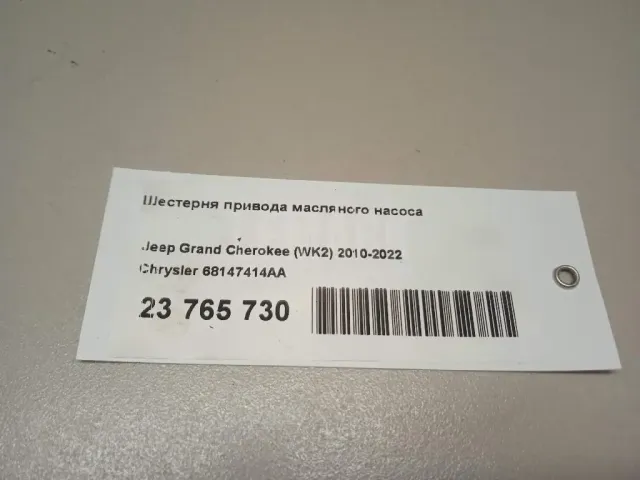 Шестерня привода масляного насоса
Jeep Grand Cherokee (WK2) 2010-2022
Chrysler 68147414AA
23 765 730